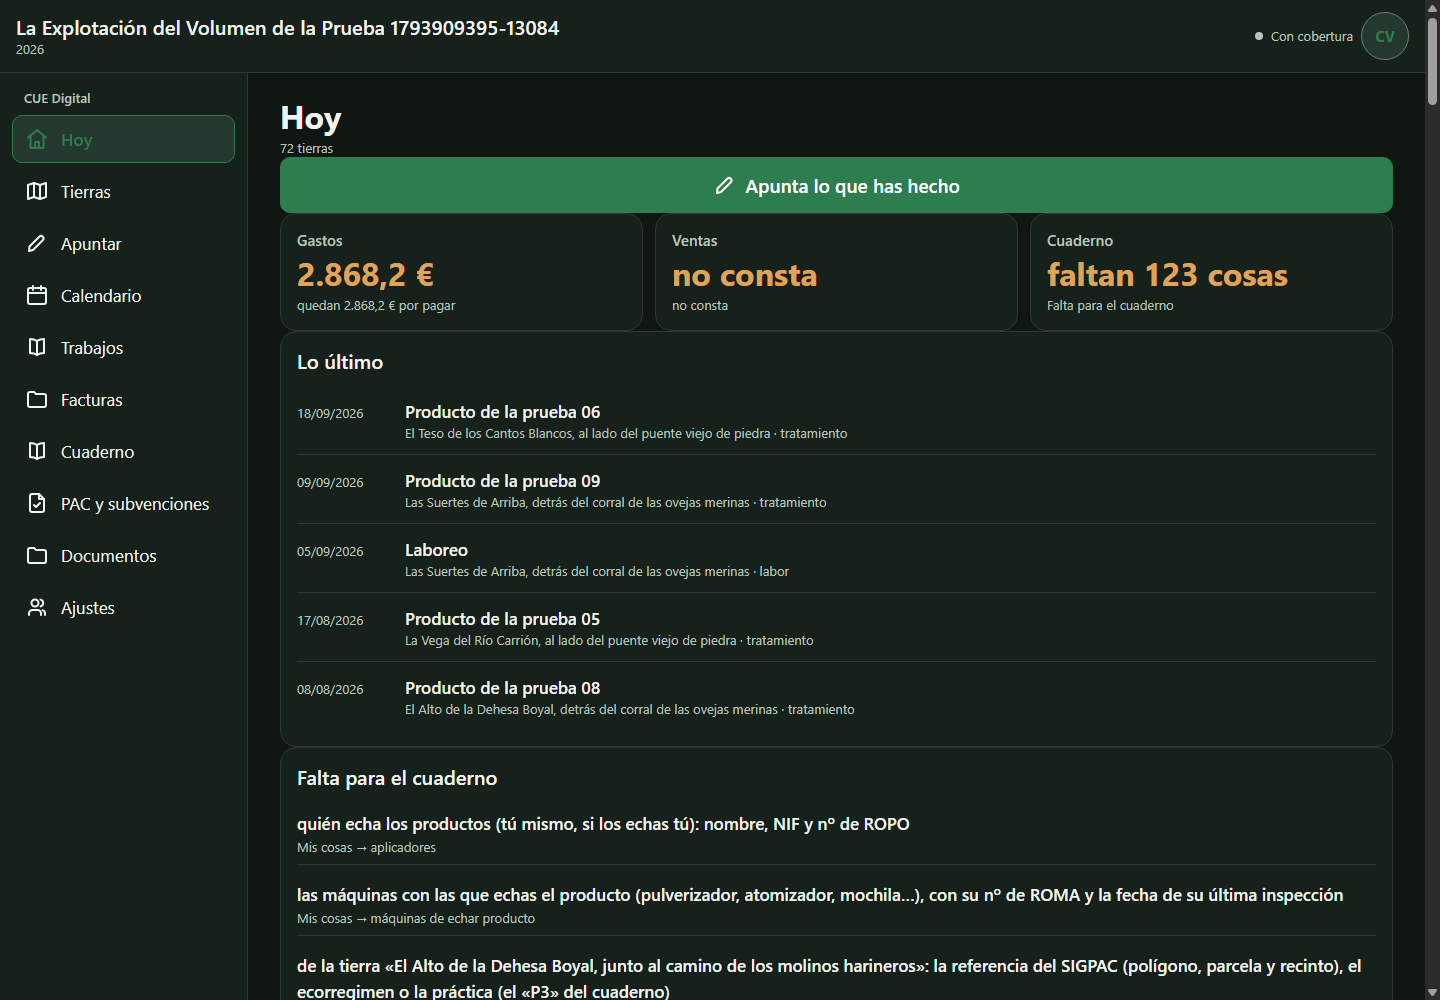 La Explotación del Volumen de la Prueba 1793909395-13084
2026
Con cobertura
CV
CUE Digital
Hoy
Tierras
Apuntar
Calendario
Trabajos
Facturas
Cuaderno
PAC y subvenciones
Documentos
Ajustes
Hoy
72 tierras
Apunta lo que has hecho
Gastos
2.868,2 €
quedan 2.868,2 € por pagar
Ventas
no consta
no consta
Cuaderno
faltan 123 cosas
Falta para el cuaderno
Lo último
18/09/2026
Producto de la prueba 06
El Teso de los Cantos Blancos, al lado del puente viejo de piedra · tratamiento
09/09/2026
Producto de la prueba 09
Las Suertes de Arriba, detrás del corral de las ovejas merinas · tratamiento
05/09/2026
Laboreo
Las Suertes de Arriba, detrás del corral de las ovejas merinas · labor
17/08/2026
Producto de la prueba 05
La Vega del Río Carrión, al lado del puente viejo de piedra · tratamiento
08/08/2026
Producto de la prueba 08
El Alto de la Dehesa Boyal, detrás del corral de las ovejas merinas · tratamiento
Falta para el cuaderno
quién echa los productos (tú mismo, si los echas tú): nombre, NIF y nº de ROPO
Mis cosas → aplicadores
las máquinas con las que echas el producto (pulverizador, atomizador, mochila…), con su nº de ROMA y la fecha de su última inspección
Mis cosas → máquinas de echar producto
de la tierra «El Alto de la Dehesa Boyal, junto al camino de los molinos harineros»: la referencia del SIGPAC (polígono, parcela y recinto), el
ecorregimen o la práctica (el «P3» del cuaderno)